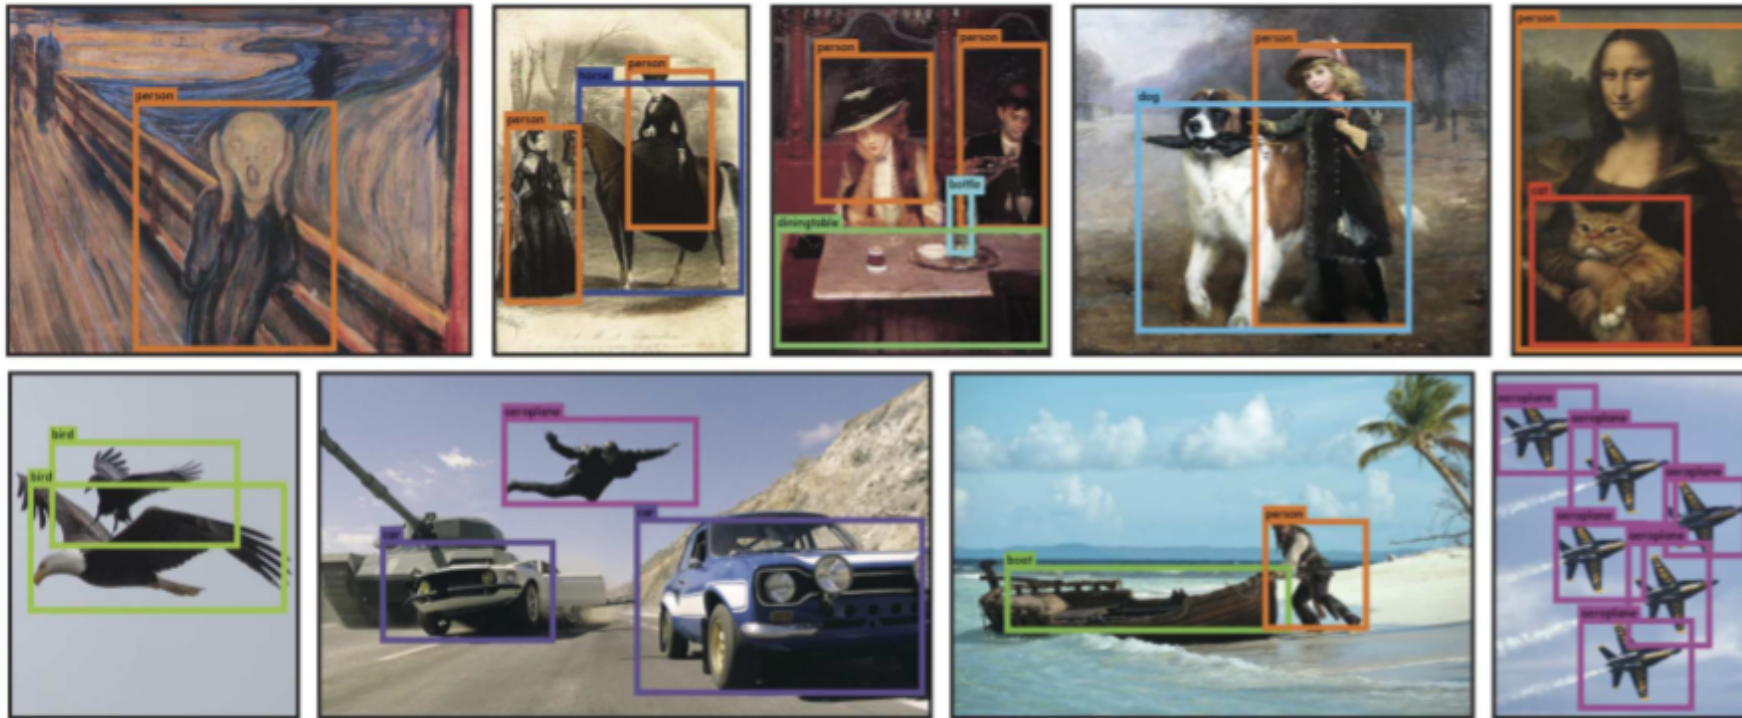 person
person
horse
person
person
person
bottle
diningtable
person
dog
person
cat
bird
bird
aeroplane
car
car
boat
person
aeroplane
aeroplane
aeroplane
aeroplane
aeroplane
aeroplane